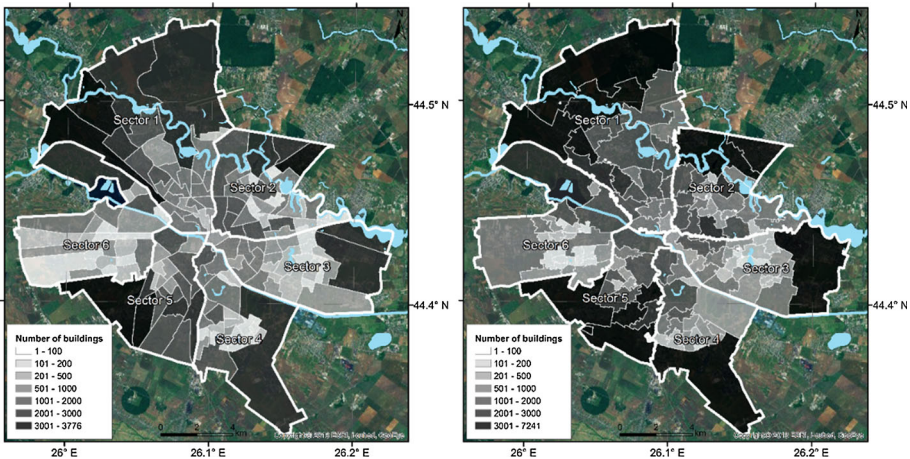 N
N
Sector 1
Sector 2
Sector 3
Sector 4
Sector 5
Sector 6
Number of buildings
1 - 100
101 - 200
201 - 500
501 - 1000
1001 - 2000
2001 - 3000
3001 - 3776
0 1 2 4 km
26° E
26.1° E
26.2° E
44.5° N
44.4° N
Sector 1
Sector 2
Sector 3
Sector 4
Sector 5
Sector 6
Number of buildings
1 - 100
101 - 200
201 - 500
501 - 1000
1001 - 2000
2001 - 3000
3001 - 7241
0 1 2 4 km
26° E
26.1° E
26.2° E
44.5° N
44.4° N